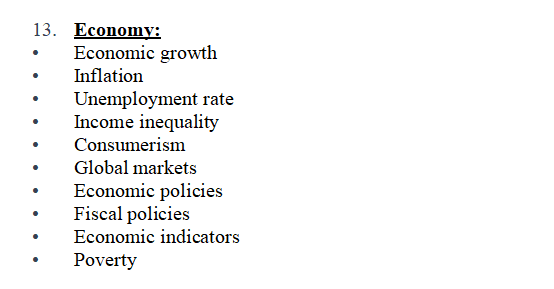 13. Economy:
• Economic growth
• Inflation
• Unemployment rate
• Income inequality
• Consumerism
• Global markets
• Economic policies
• Fiscal policies
• Economic indicators
• Poverty